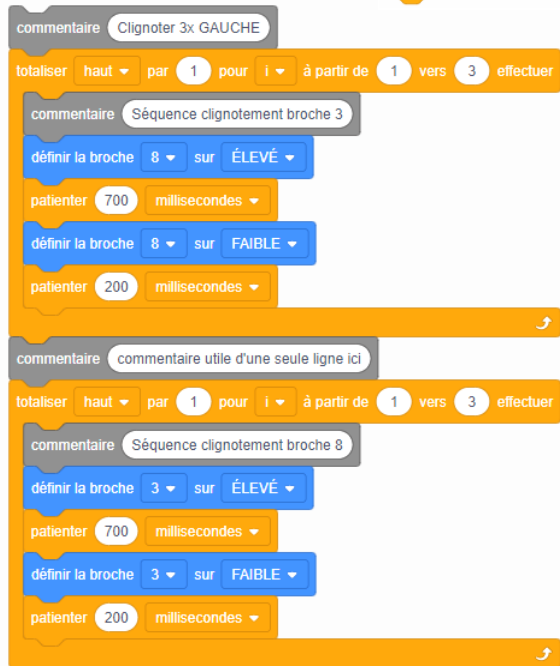 commentaire Clignoter 3x GAUCHE
totaliser haut par 1 pour i à partir de 1 vers 3 effectuer
commentaire Séquence clignotement broche 3
définir la broche 8 sur ÉLEVÉ
patienter 700 millisecondes
définir la broche 8 sur FAIBLE
patienter 200 millisecondes
commentaire commentaire utile d'une seule ligne ici
totaliser haut par 1 pour i à partir de 1 vers 3 effectuer
commentaire Séquence clignotement broche 8
définir la broche 3 sur ÉLEVÉ
patienter 700 millisecondes
définir la broche 3 sur FAIBLE
patienter 200 millisecondes